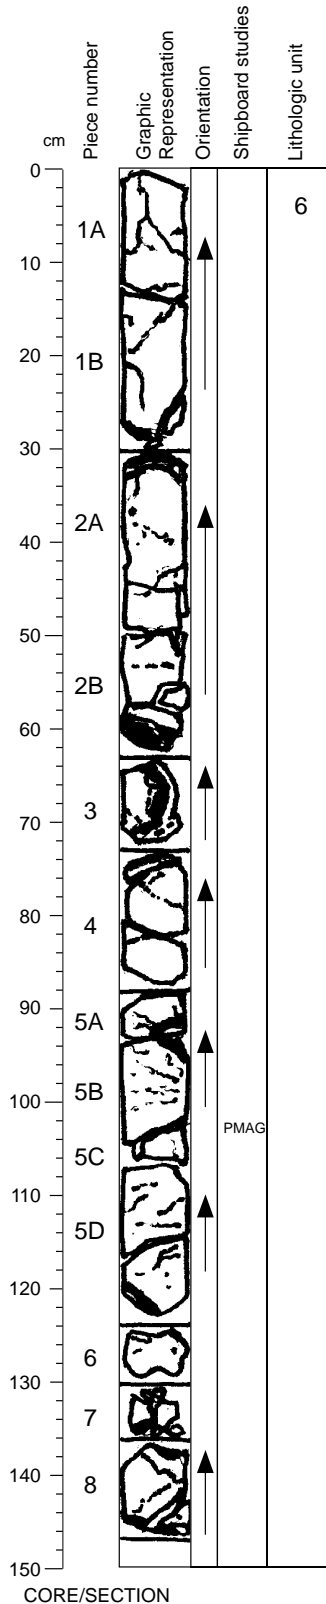 cm
Piece number
Graphic
Representation
Orientation
Shipboard studies
Lithologic unit
0
6
1A
10
1B
20
30
2A
40
50
2B
60
3
70
80
4
90
5A
5B
100
PMAG
5C
110
5D
120
6
130
7
8
140
150
CORE/SECTION